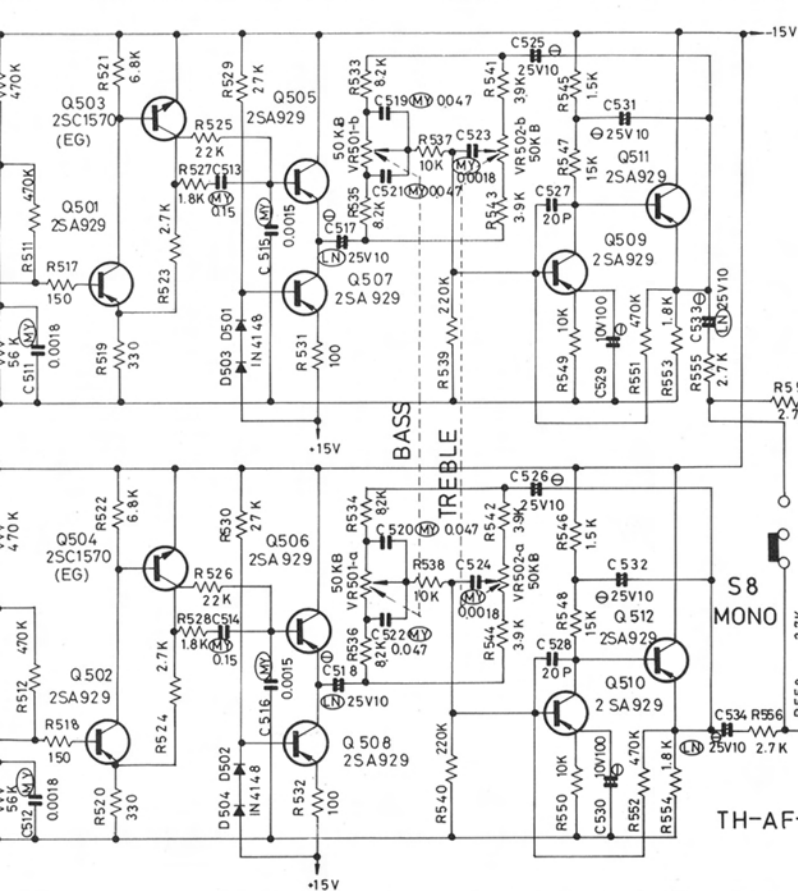 -15V
470K
R521
6.8K
Q503
2SC1570
(EG)
R529
27K
R525
22K
R527
1.8K
C513
MY
0.15
Q505
2SA929
R533
8.2K
C519 MY 0047
50KB
VR501-b
C521 MY 0047
R535
8.2K
R537
10K
C523
MY
0.0018
R541
3.9K
VR502-b
50KB
R543
3.9K
C525
25V10
R545
1.5K
C531
25V10
R547
15K
Q511
2SA929
C527
20P
Q509
2SA929
470K
R511
Q501
2SA929
R517
150
2.7K
R523
MY
C515
0.0015
C517
LN 25V10
Q507
2SA929
MY
0.0018
56K
C511
R519
330
D503 D501
IN4148
R531
100
220K
R539
10K
R549
10V100
C529
470K
R551
1.8K
R553
C533
LN 25V10
R555
2.7K
R55
2.7
+15V
BASS
TREBLE
470K
R522
6.8K
Q504
2SC1570
(EG)
R530
27K
R526
22K
R528
1.8K
C514
MY
0.15
Q506
2SA929
R534
82K
C520 MY 0.047
50KB
VR501-a
C522 MY
0.047
R536
82K
R538
10K
C524
MY
0.0018
R542
3.9K
VR502-a
50KB
R544
3.9K
C526
25V10
R546
1.5K
C532
25V10
R548
15K
Q512
2SA929
C528
20P
Q510
2SA929
S8
MONO
470K
R512
Q502
2SA929
R518
150
2.7K
R524
MY
C516
0.0015
C518
LN 25V10
Q508
2SA929
MY
0.0018
56K
C512
R520
330
D504 D502
IN4148
R532
100
220K
R540
10K
R550
10V100
C530
470K
R552
1.8K
R554
LN
C534
25V10
R556
2.7K
TH-AF-
+15V